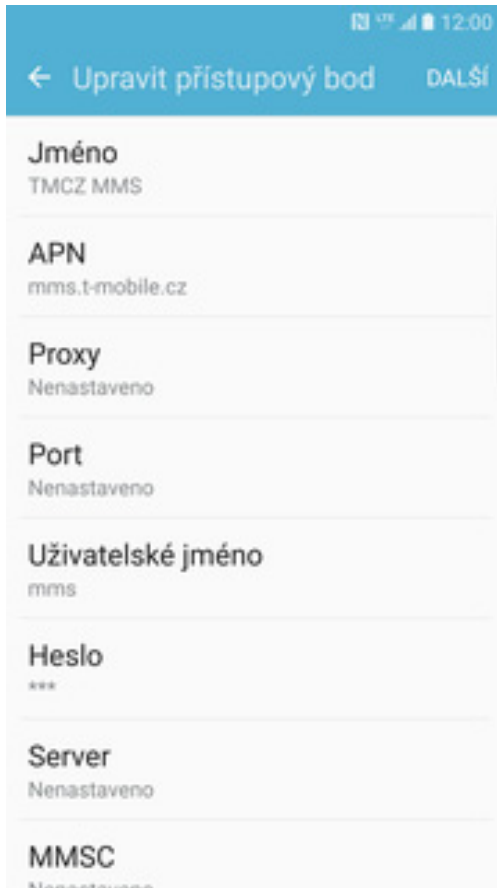 LTE 12:00
Upravit přístupový bod DALŠÍ
Jméno
TMCZ MMS
APN
mms.t-mobile.cz
Proxy
Nenastaveno
Port
Nenastaveno
Uživatelské jméno
mms
Heslo
***
Server
Nenastaveno
MMSC